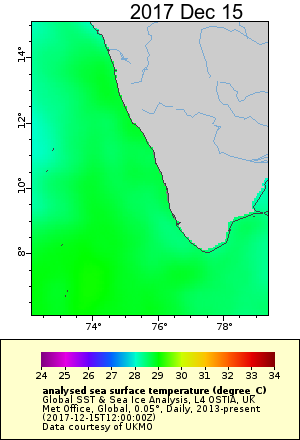 2017 Dec 15
14°
12°
10°
8°
74° 76° 78°
24 25 26 27 28 29 30 31 32 33 34
analysed sea surface temperature (degree_C)
Global SST & Sea Ice Analysis, L4 OSTIA, UK
Met Office, Global, 0.05°, Daily, 2013-present
(2017-12-15T12:00:00Z)
Data courtesy of UKMO